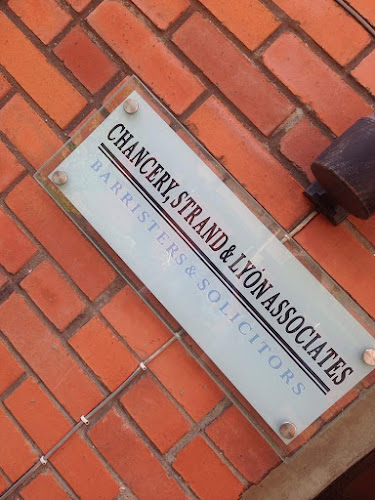 CHANCERY, STRAND & LYON ASSOCIATES
BARRISTERS & SOLICITORS